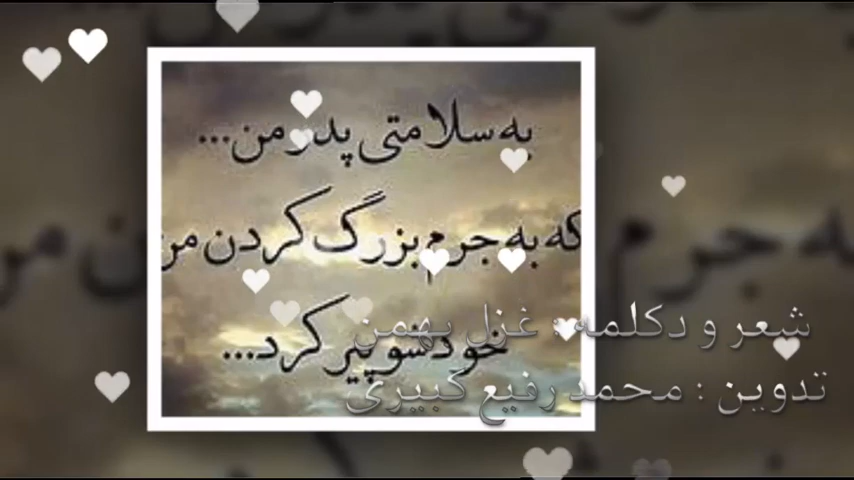 به سلامتی پدر من...
که به جرم بزرگ کردن من
خودشو پیر کرد...
شعر و دکلمه : غزل بهمن
تدوین : محمد رفیع کبیری